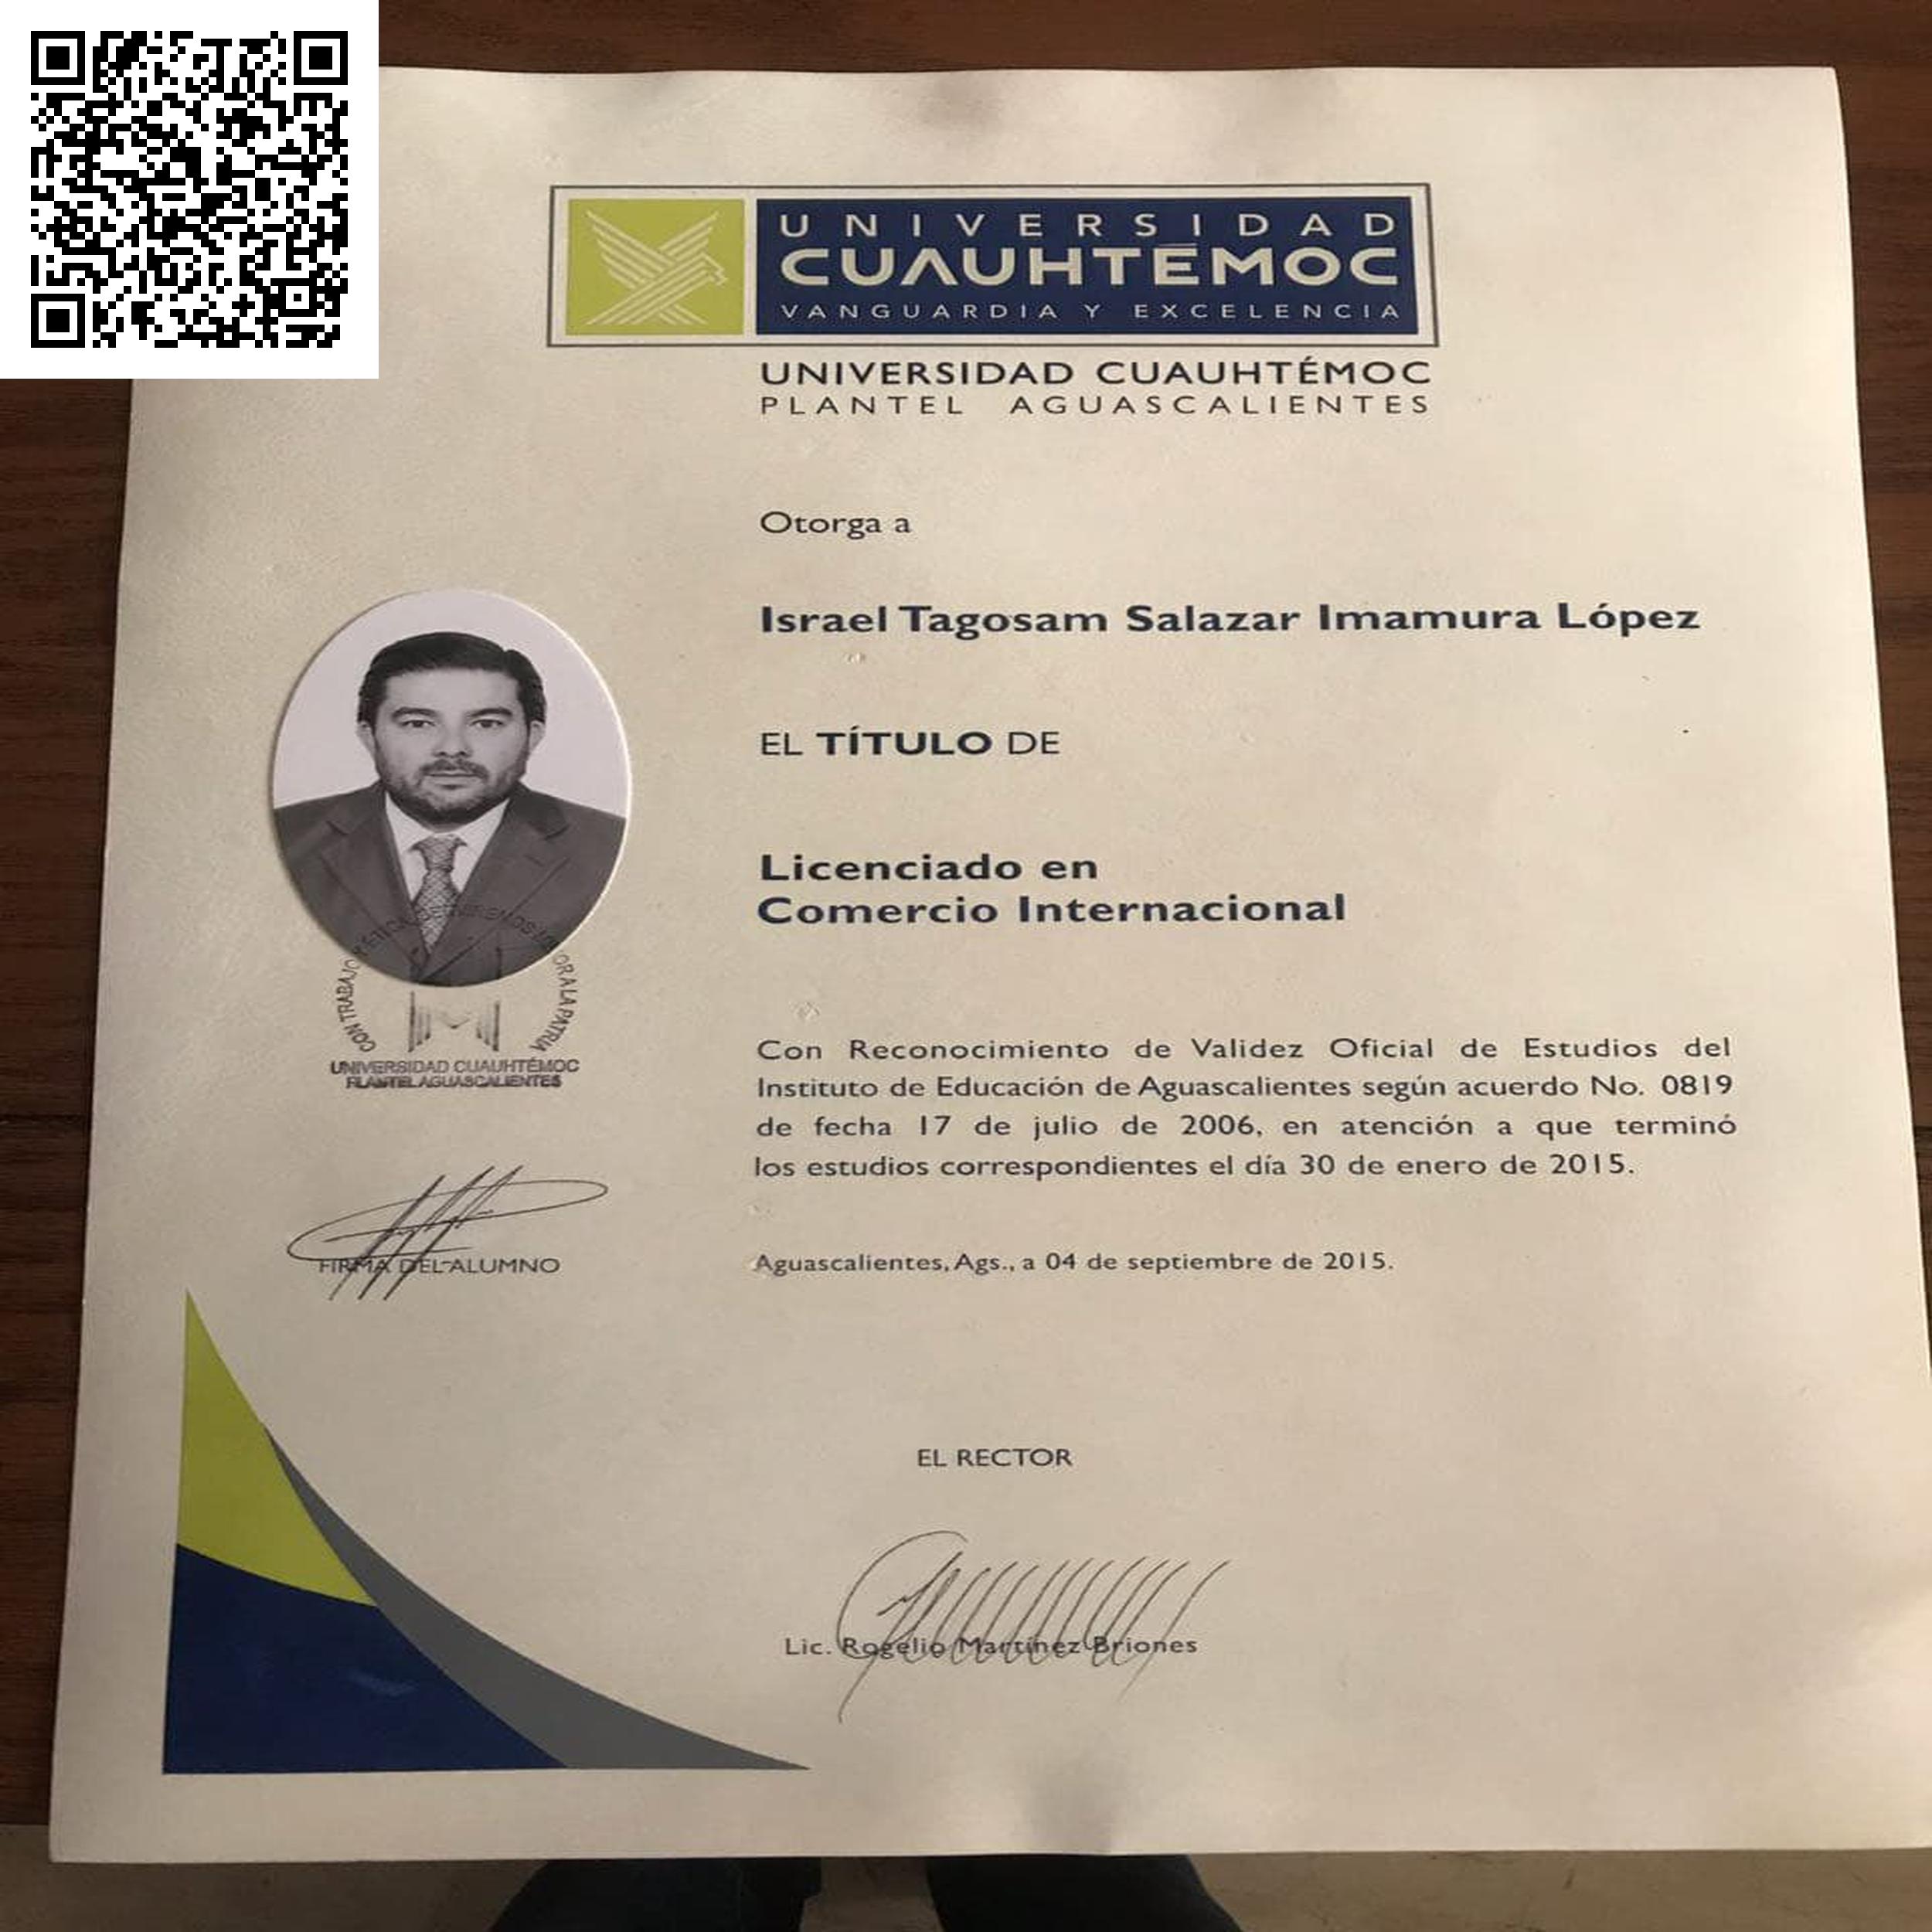 UNIVERSIDAD
CUAUHTÉMOC
VANGUARDIA Y EXCELENCIA
UNIVERSIDAD CUAUHTÉMOC
PLANTEL AGUASCALIENTES
Otorga a
Israel Tagosam Salazar Imamura López
EL TÍTULO DE
Licenciado en
Comercio Internacional
CON TRABAJO Y ÉTICA, SERVIREMOS MEJOR A LA PATRIA
UNIVERSIDAD CUAUHTÉMOC
PLANTEL AGUASCALIENTES
Con Reconocimiento de Validez Oficial de Estudios del
Instituto de Educación de Aguascalientes según acuerdo No. 0819
de fecha 17 de julio de 2006, en atención a que terminó
los estudios correspondientes el día 30 de enero de 2015.
FIRMA DEL ALUMNO
Aguascalientes, Ags., a 04 de septiembre de 2015.
EL RECTOR
Lic. Rogelio Martínez Briones